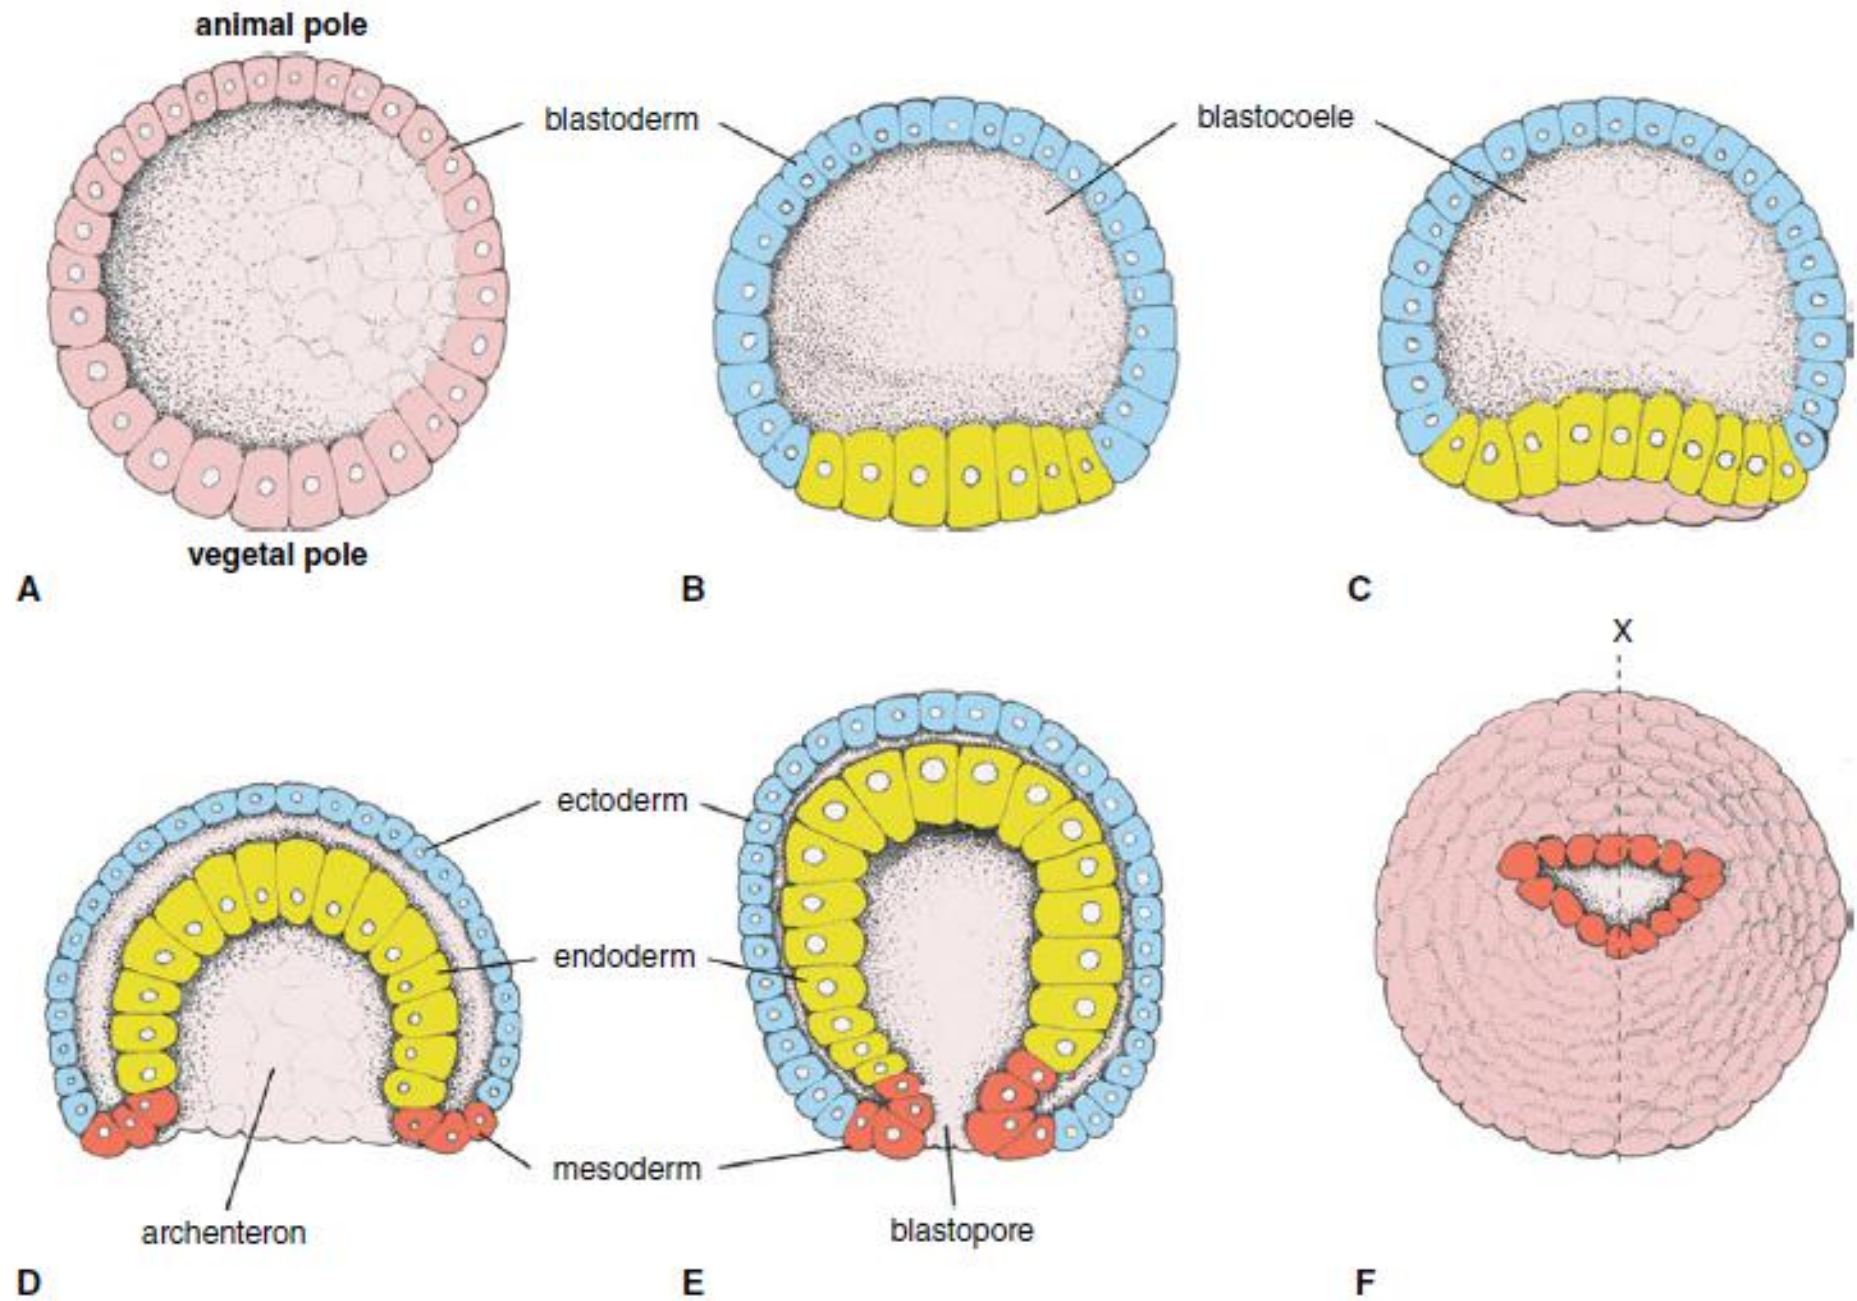 animal pole
blastoderm
blastocoele
vegetal pole
A
B
C
X
ectoderm
endoderm
mesoderm
archenteron
blastopore
D
E
F